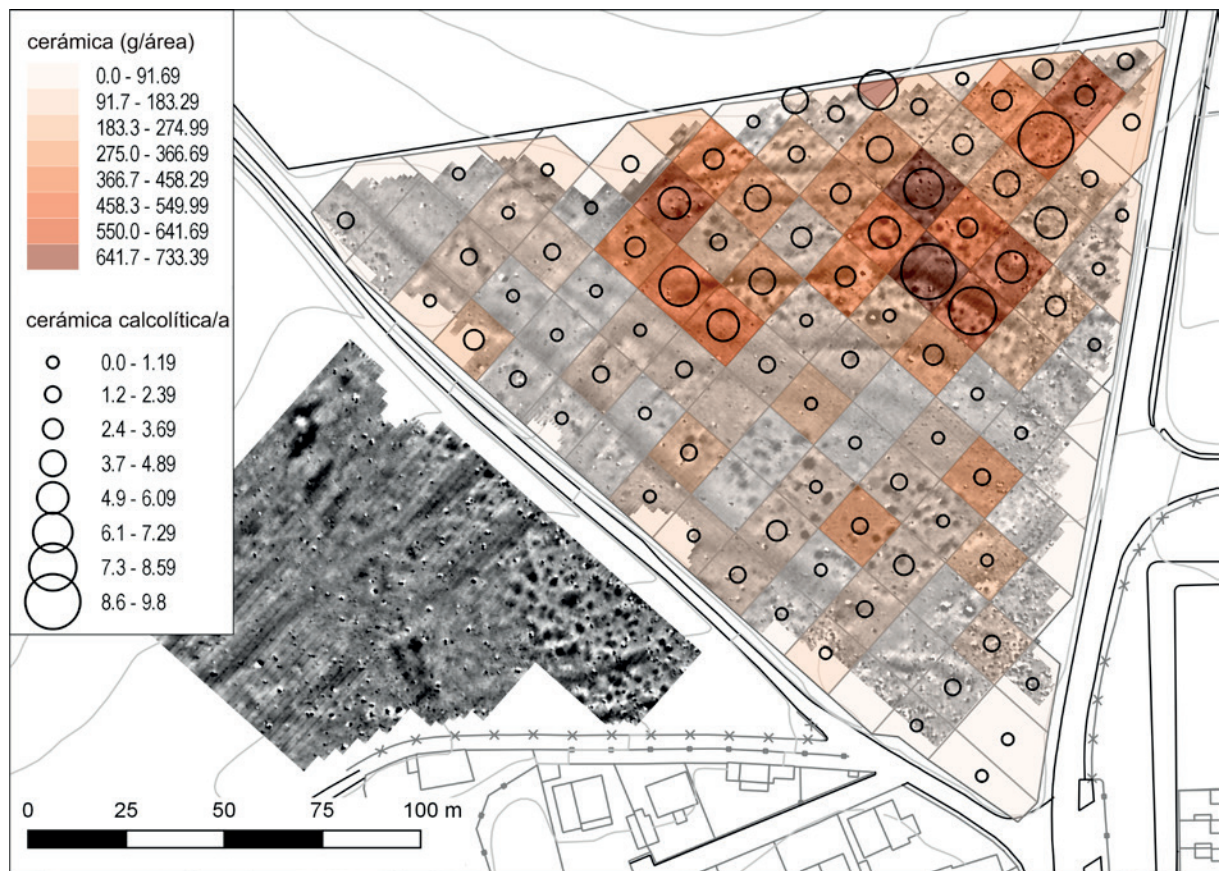 cerámica (g/área)
0.0 - 91.69
91.7 - 183.29
183.3 - 274.99
275.0 - 366.69
366.7 - 458.29
458.3 - 549.99
550.0 - 641.69
641.7 - 733.39
cerámica calcolítica/a
0.0 - 1.19
1.2 - 2.39
2.4 - 3.69
3.7 - 4.89
4.9 - 6.09
6.1 - 7.29
7.3 - 8.59
8.6 - 9.8
0 25 50 75 100 m